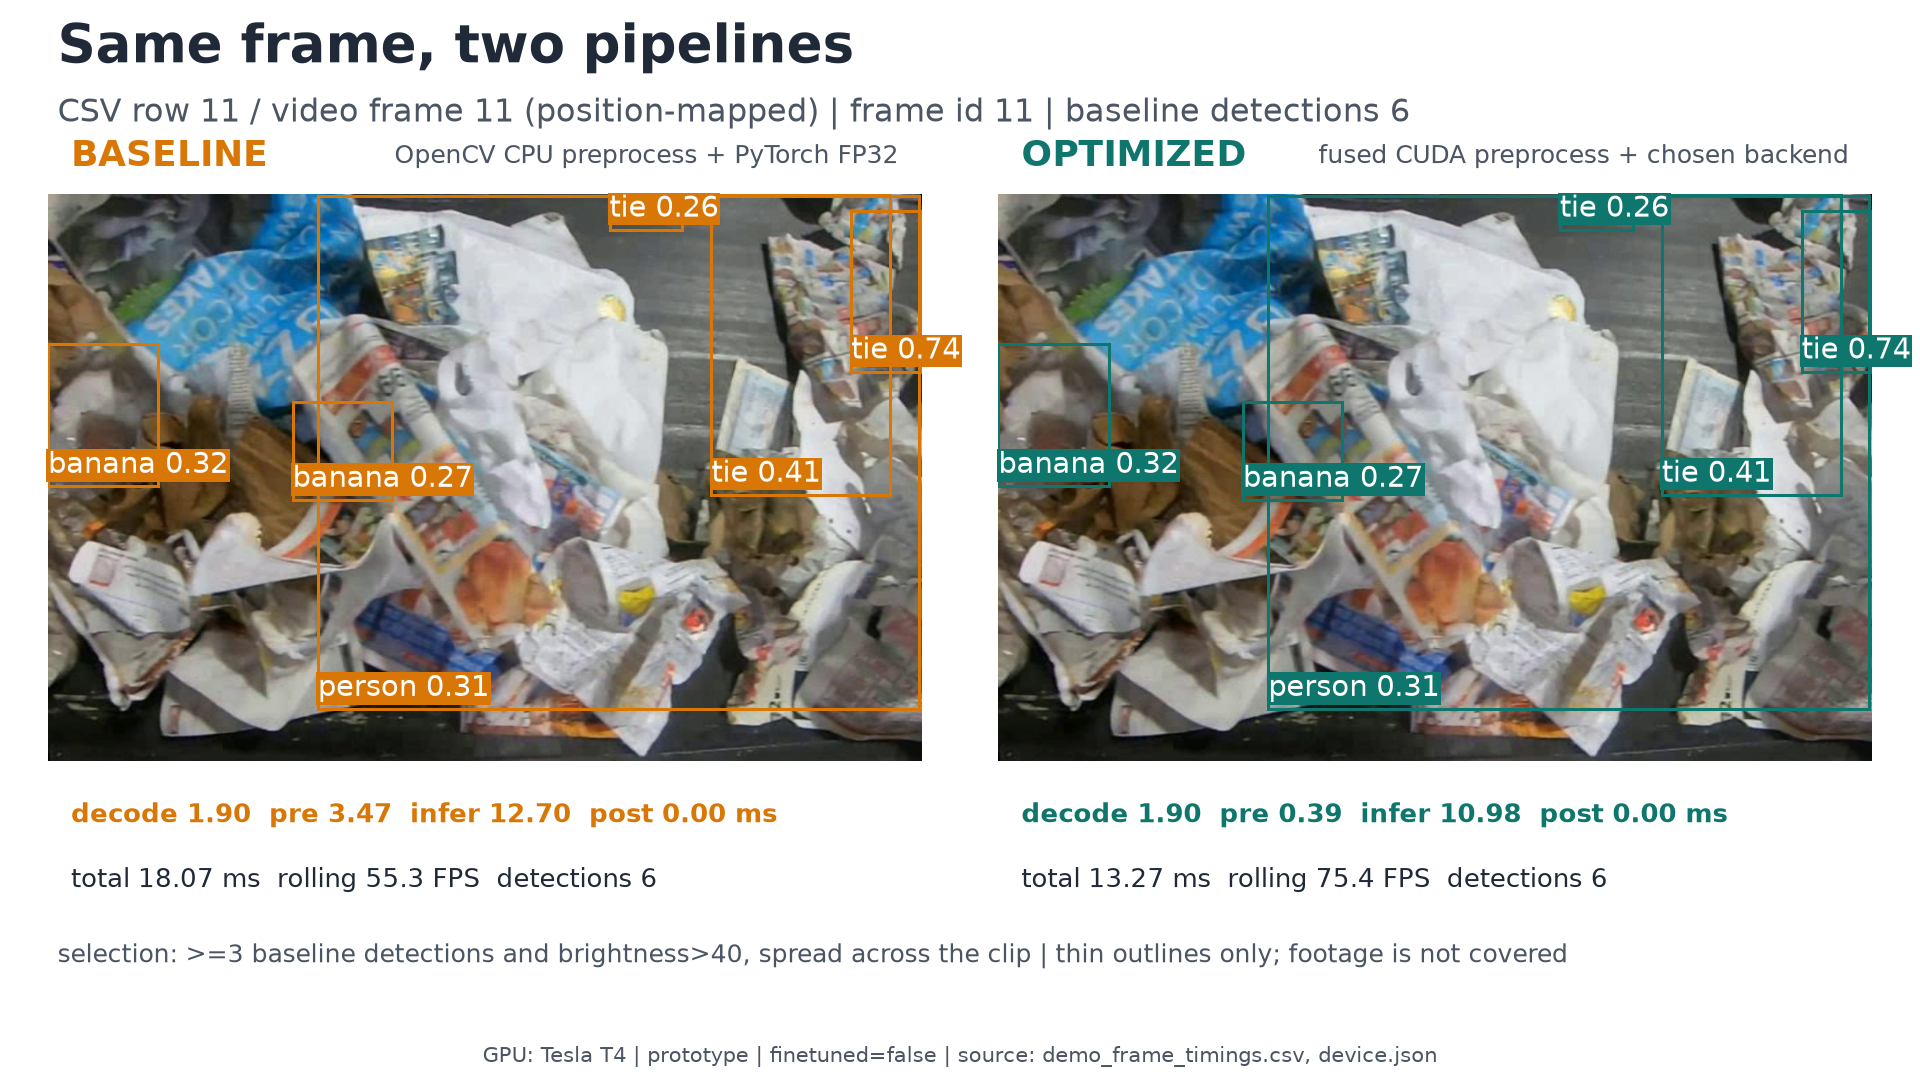 Same frame, two pipelines
CSV row 11 / video frame 11 (position-mapped) | frame id 11 | baseline detections 6
BASELINE
OpenCV CPU preprocess + PyTorch FP32
OPTIMIZED
fused CUDA preprocess + chosen backend
tie 0.26
tie 0.74
banana 0.32
banana 0.27
tie 0.41
person 0.31
tie 0.26
tie 0.74
banana 0.32
banana 0.27
tie 0.41
person 0.31
decode 1.90 pre 3.47 infer 12.70 post 0.00 ms
total 18.07 ms rolling 55.3 FPS detections 6
decode 1.90 pre 0.39 infer 10.98 post 0.00 ms
total 13.27 ms rolling 75.4 FPS detections 6
selection: >=3 baseline detections and brightness>40, spread across the clip | thin outlines only; footage is not covered
GPU: Tesla T4 | prototype | finetuned=false | source: demo_frame_timings.csv, device.json